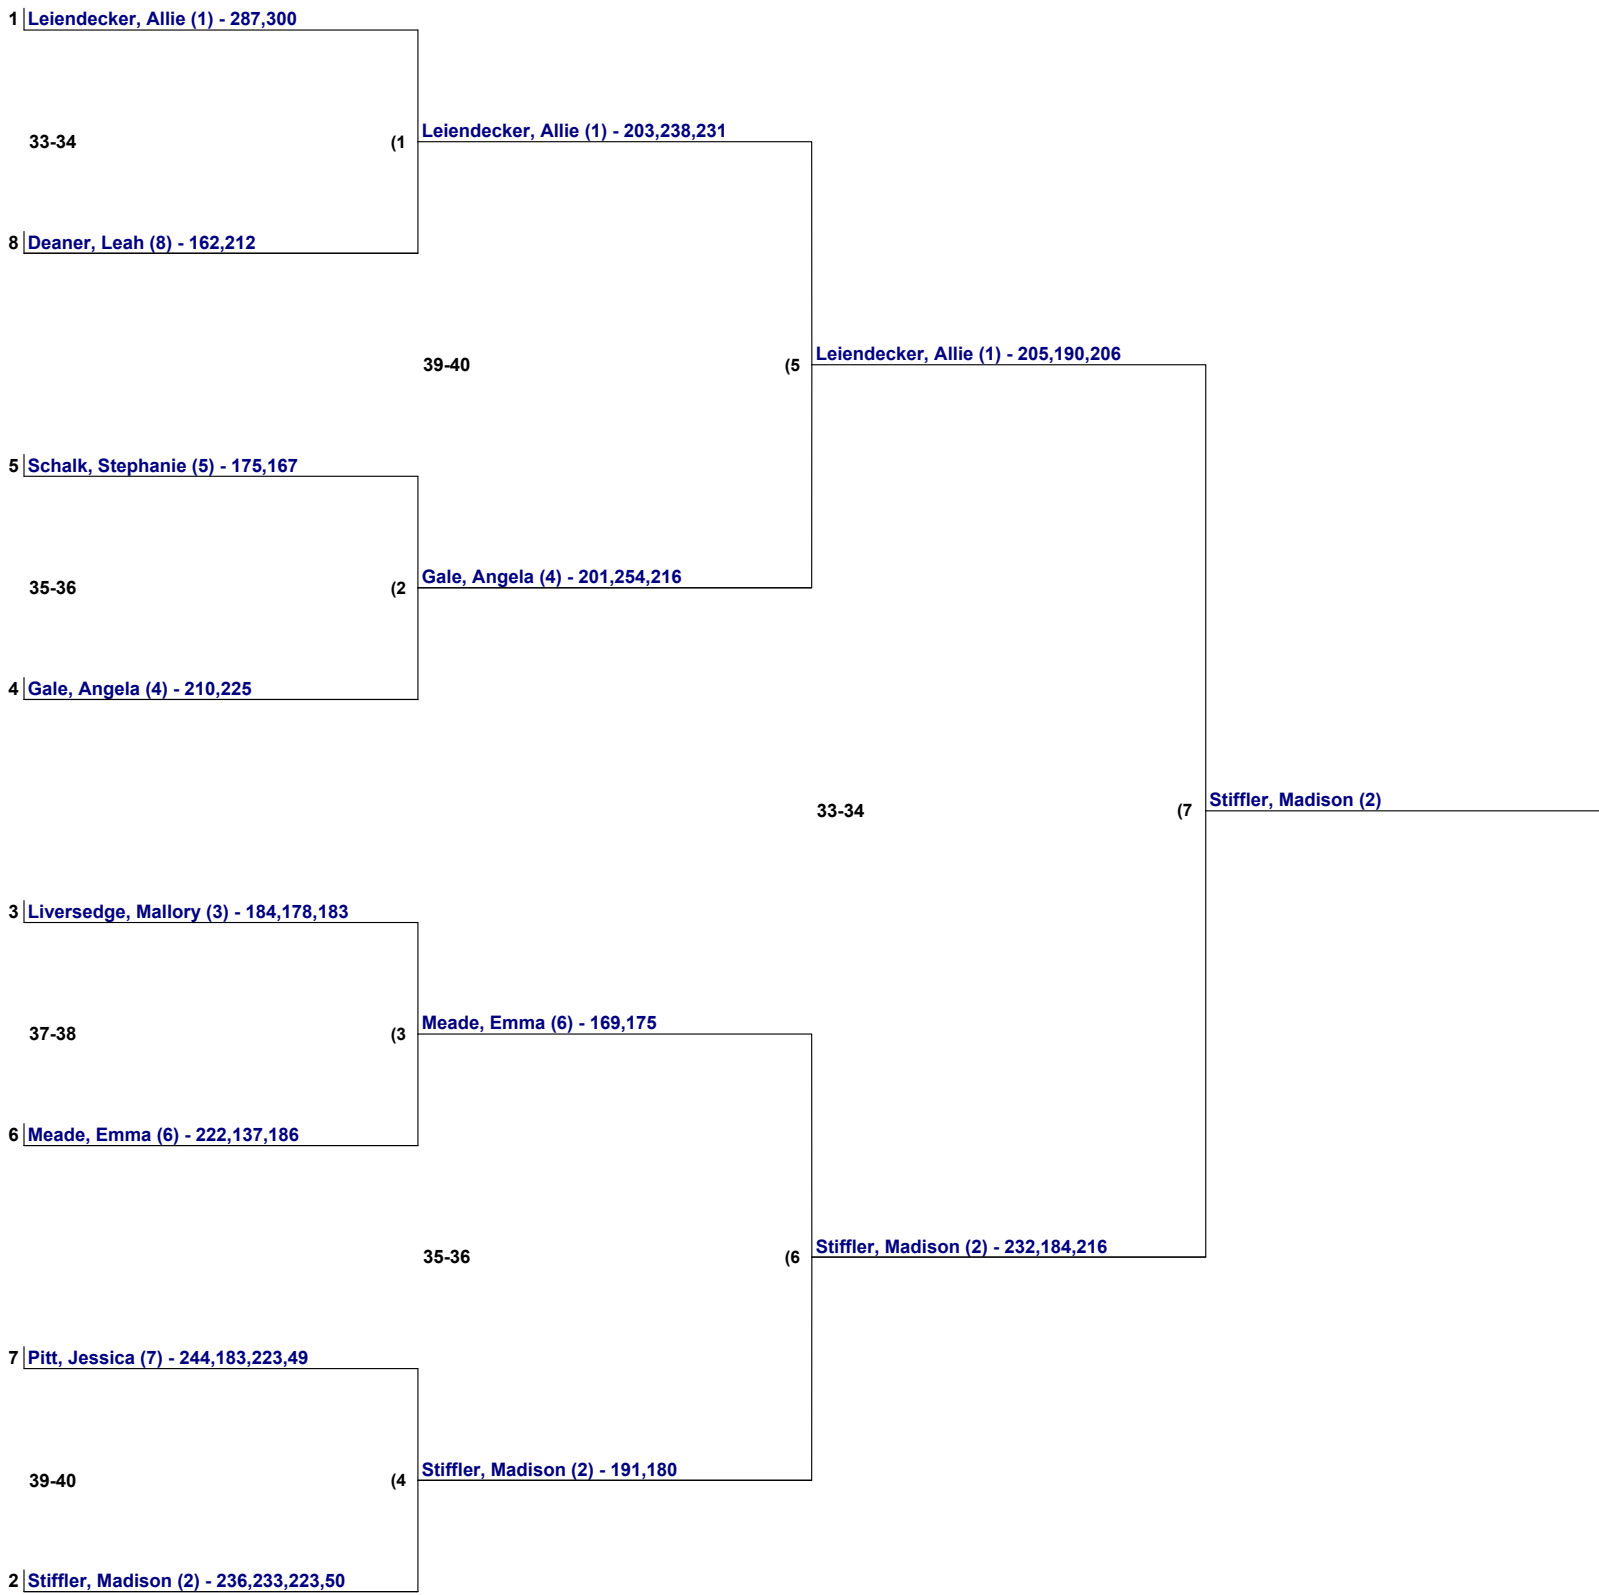 1 Leiendecker, Allie (1) - 287,300
Leiendecker, Allie (1) - 203,238,231
33-34 (1
8 Deaner, Leah (8) - 162,212
Leiendecker, Allie (1) - 205,190,206
39-40 (5
5 Schalk, Stephanie (5) - 175,167
Gale, Angela (4) - 201,254,216
35-36 (2
4 Gale, Angela (4) - 210,225
Stiffler, Madison (2)
33-34 (7
3 Liversedge, Mallory (3) - 184,178,183
Meade, Emma (6) - 169,175
37-38 (3
6 Meade, Emma (6) - 222,137,186
Stiffler, Madison (2) - 232,184,216
35-36 (6
7 Pitt, Jessica (7) - 244,183,223,49
Stiffler, Madison (2) - 191,180
39-40 (4
2 Stiffler, Madison (2) - 236,233,223,50